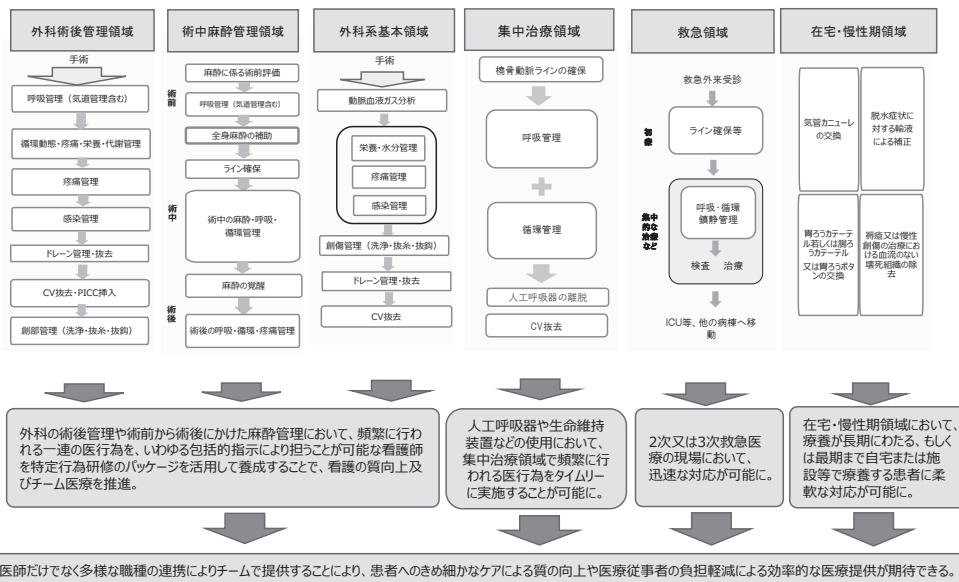 外科術後管理領域
手術
呼吸管理（気道管理含む）
循環動態・疼痛・栄養・代謝管理
疼痛管理
感染管理
ドレーン管理・抜去
CV抜去・PICC挿入
創部管理（洗浄・抜糸・抜鈎）
術中麻酔管理領域
術前
麻酔に係る術前評価
呼吸管理（気道管理含む）
全身麻酔の補助
ライン確保
術中
術中の麻酔・呼吸・
循環管理
麻酔の覚醒
術後
術後の呼吸・循環・疼痛管理
外科系基本領域
手術
動脈血液ガス分析
栄養・水分管理
疼痛管理
感染管理
創傷管理（洗浄・抜糸・抜鈎）
ドレーン管理・抜去
CV抜去
集中治療領域
橈骨動脈ラインの確保
呼吸管理
循環管理
人工呼吸器の離脱
CV抜去
救急領域
救急外来受診
初療
ライン確保等
集中
的な
治療
など
呼吸・循環
鎮静管理
検査　治療
ICU等、他の病棟へ移
動
在宅・慢性期領域
気管カニューレ
の交換
脱水症状に
対する輸液
による補正
胃ろうカテーテ
ル若しくは腸ろ
うカテーテル
又は胃ろうボタ
ンの交換
褥瘡又は慢性
創傷の治療にお
ける血流のない
壊死組織の除
去
外科の術後管理や術前から術後にかけた麻酔管理において、頻繁に行わ
れる一連の医行為を、いわゆる包括的指示により担うことが可能な看護師
を特定行為研修のパッケージを活用して養成することで、看護の質向上及
びチーム医療を推進。
人工呼吸器や生命維持
装置などの使用において、
集中治療領域で頻繁に行
われる医行為をタイムリー
に実施することが可能に。
2次又は3次救急医
療の現場において、
迅速な対応が可能に。
在宅・慢性期領域において、
療養が長期にわたる、もしく
は最期まで自宅または施
設等で療養する患者に柔
軟な対応が可能に。
医師だけでなく多様な職種の連携によりチームで提供することにより、患者へのきめ細かなケアによる質の向上や医療従事者の負担軽減による効率的な医療提供が期待できる。